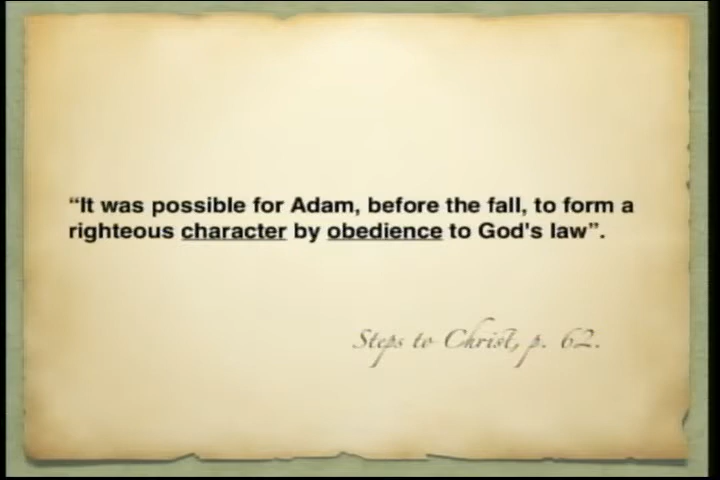 “It was possible for Adam, before the fall, to form a
righteous character by obedience to God's law”.
Steps to Christ, p. 62.